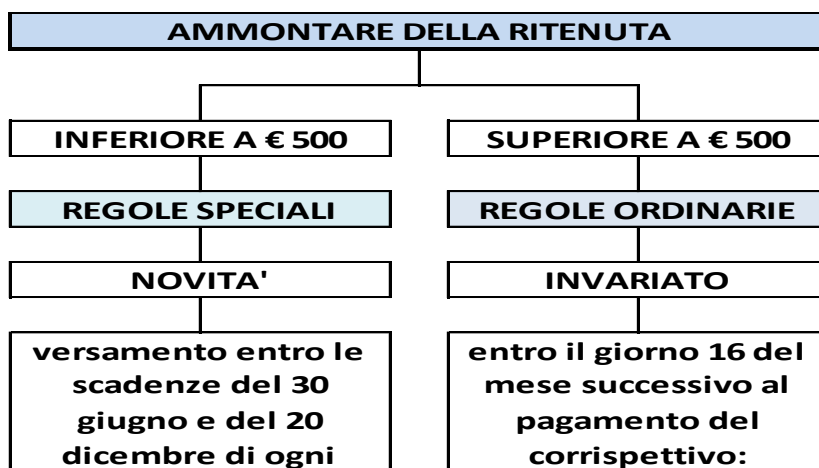 AMMONTARE DELLA RITENUTA
INFERIORE A € 500
SUPERIORE A € 500
REGOLE SPECIALI
REGOLE ORDINARIE
NOVITA'
INVARIATO
versamento entro le
scadenze del 30
giugno e del 20
dicembre di ogni
entro il giorno 16 del
mese successivo al
pagamento del
corrispettivo: